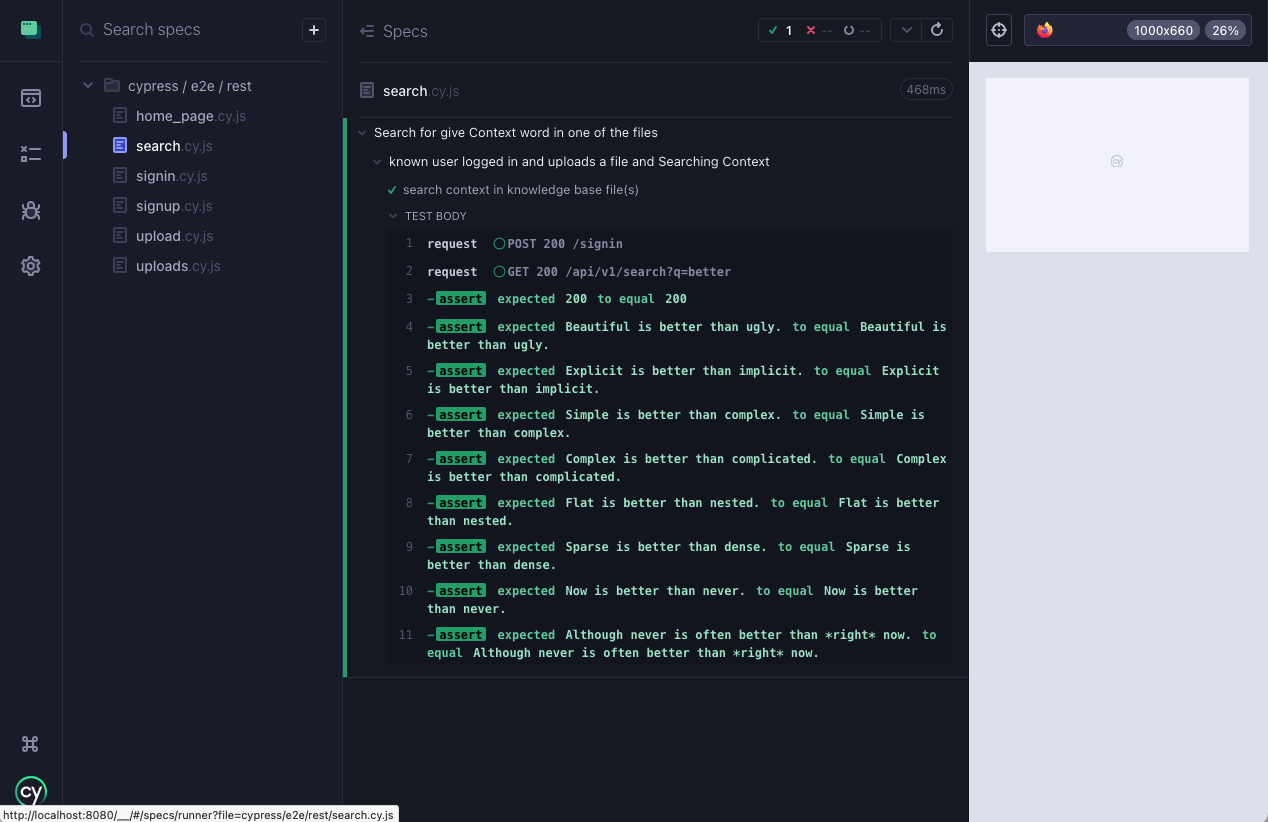 Search specs
+
cypress / e2e / rest
home_page.cy.js
search.cy.js
signin.cy.js
signup.cy.js
upload.cy.js
uploads.cy.js
cy
http://localhost:8080/__/#/specs/runner?file=cypress/e2e/rest/search.cy.js
Specs
1 -- --
search.cy.js 468ms
Search for give Context word in one of the files
known user logged in and uploads a file and Searching Context
search context in knowledge base file(s)
TEST BODY
1 request POST 200 /signin
2 request GET 200 /api/v1/search?q=better
3 -assert expected 200 to equal 200
4 -assert expected Beautiful is better than ugly. to equal Beautiful is
better than ugly.
5 -assert expected Explicit is better than implicit. to equal Explicit
is better than implicit.
6 -assert expected Simple is better than complex. to equal Simple is
better than complex.
7 -assert expected Complex is better than complicated. to equal Complex
is better than complicated.
8 -assert expected Flat is better than nested. to equal Flat is better
than nested.
9 -assert expected Sparse is better than dense. to equal Sparse is
better than dense.
10 -assert expected Now is better than never. to equal Now is better
than never.
11 -assert expected Although never is often better than *right* now. to
equal Although never is often better than *right* now.
1000x660 26%
cy